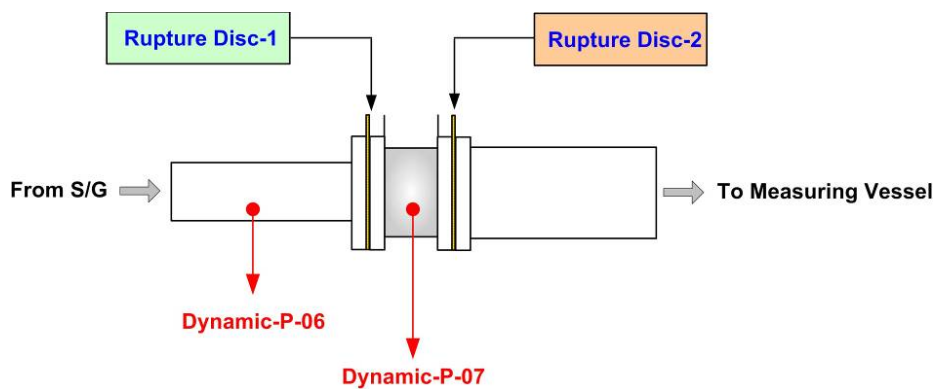 Rupture Disc-1
Rupture Disc-2
From S/G
To Measuring Vessel
Dynamic-P-06
Dynamic-P-07